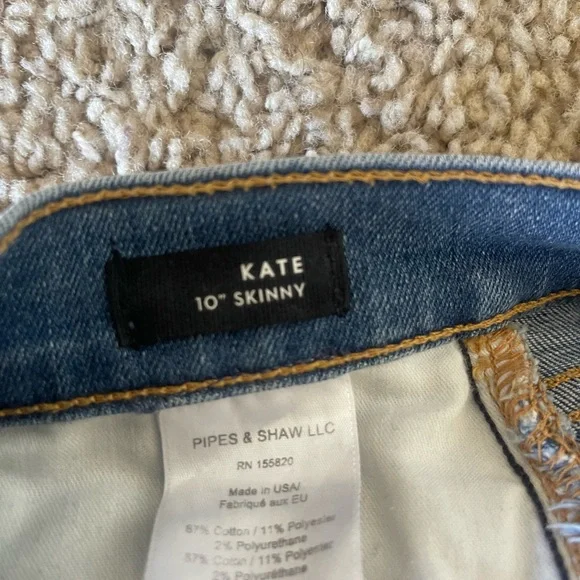 KATE
10" SKINNY
PIPES & SHAW LLC
RN 155820
Made in USA/
Fabriqué aux EU
87% Cotton / 11% Polyester
2% Polyurethane
87% Coton / 11% Polyester
2% Polyurethane